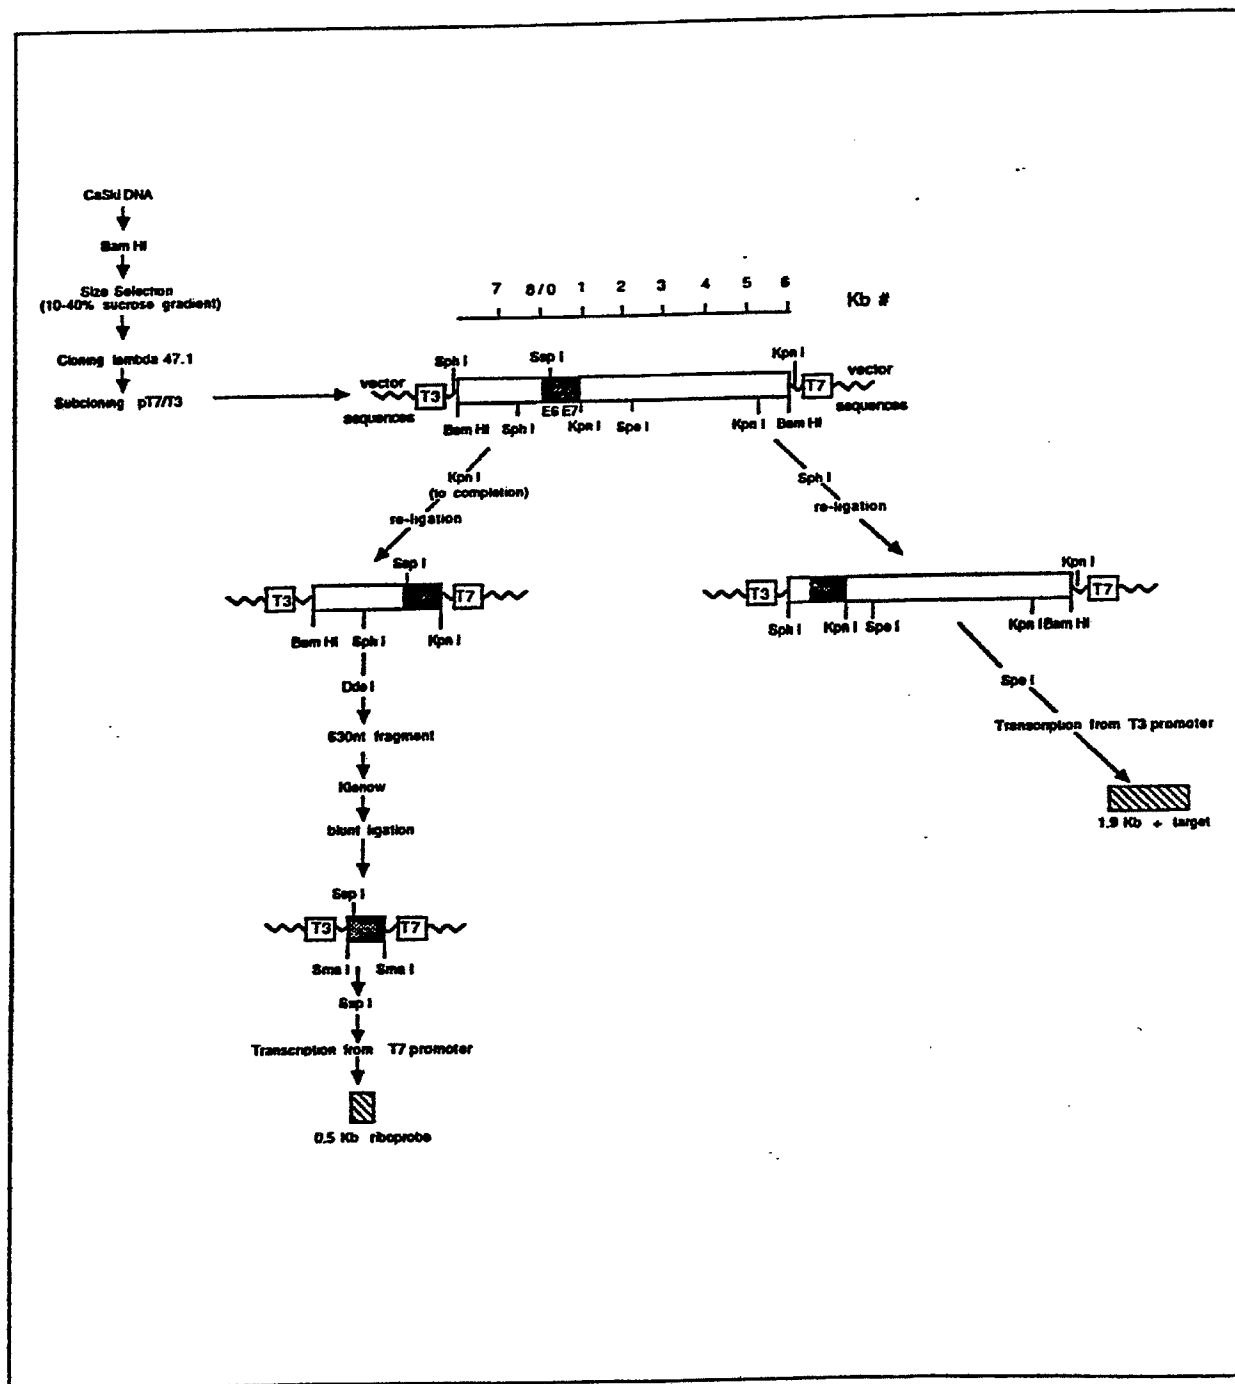 CaSki DNA
Bam HI
Size Selection
(10-40% sucrose gradient)
Cloning lambda 47.1
Subcloning pT7/T3
7 8/0 1 2 3 4 5 6
Kb #
Sph I
Ssp I
Kpn I
vector
sequences
T3
T7
vector
sequences
E6 E7
Bam HI
Sph I
Kpn I
Spe I
Kpn I
Bam HI
Kpn I
(to completion)
re-ligation
Sph I
re-ligation
Ssp I
T3
T7
Bam HI
Sph I
Kpn I
Kpn I
T3
T7
Sph I
Kpn I
Spe I
Kpn I
Bam HI
Dde I
630nt fragment
Klenow
blunt ligation
Spe I
Transcription from T3 promoter
1.9 Kb + target
Ssp I
T3
T7
Sma I
Sma I
Ssp I
Transcription from T7 promoter
0.5 Kb riboprobe